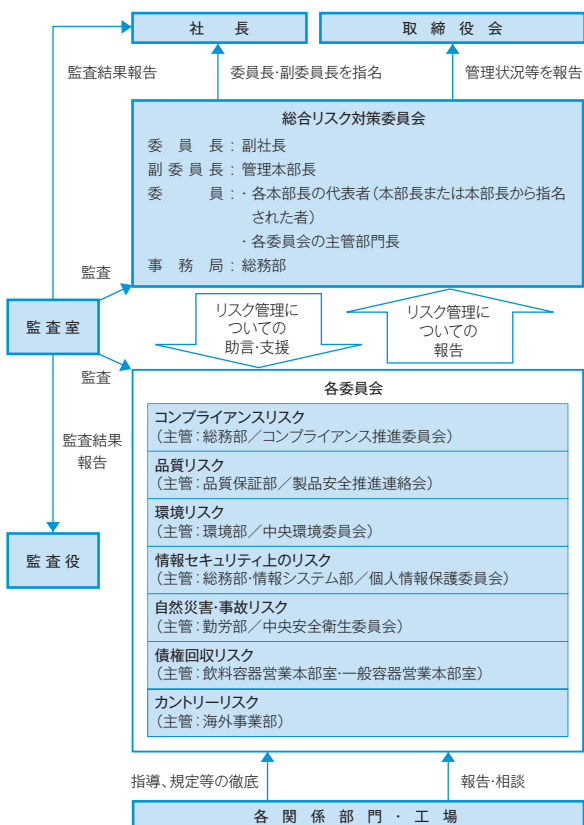 社長
取締役会
監査結果報告
委員長・副委員長を指名
管理状況等を報告
総合リスク対策委員会
委員長：副社長
副委員長：管理本部長
委員：・各本部長の代表者（本部長または本部長から指名
された者）
・各委員会の主管部門長
事務局：総務部
監査
監査室
リスク管理に
ついての
助言・支援
リスク管理に
ついての
報告
監査
各委員会
コンプライアンスリスク
（主管：総務部／コンプライアンス推進委員会）
監査結果
報告
品質リスク
（主管：品質保証部／製品安全推進連絡会）
環境リスク
（主管：環境部／中央環境委員会）
監査役
情報セキュリティ上のリスク
（主管：総務部・情報システム部／個人情報保護委員会）
自然災害・事故リスク
（主管：勤労部／中央安全衛生委員会）
債権回収リスク
（主管：飲料容器営業本部室・一般容器営業本部室）
カントリーリスク
（主管：海外事業部）
指導、規定等の徹底
報告・相談
各関係部門・工場